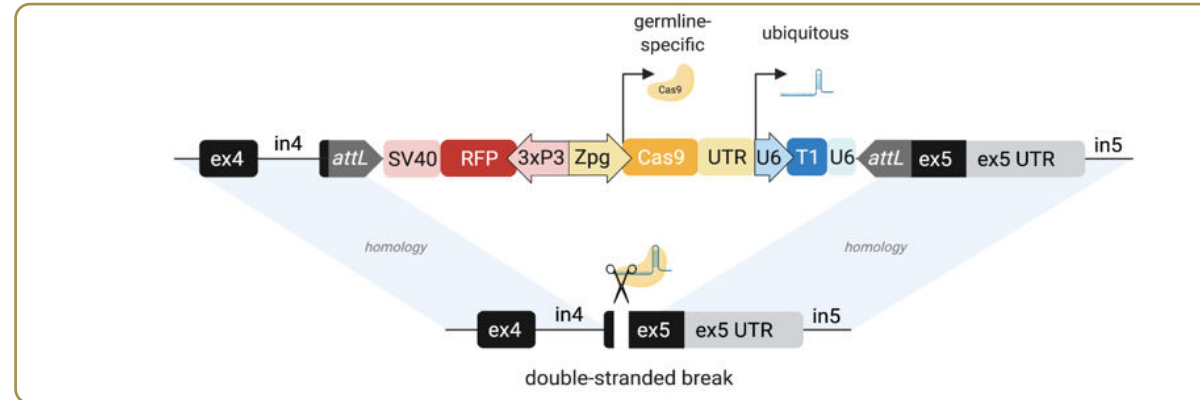 germline-
specific
ubiquitous
Cas9
ex4 in4 attL SV40 RFP 3xP3 Zpg Cas9 UTR U6 T1 U6 attL ex5 ex5 UTR in5
homology homology
ex4 in4 ex5 ex5 UTR in5
double-stranded break